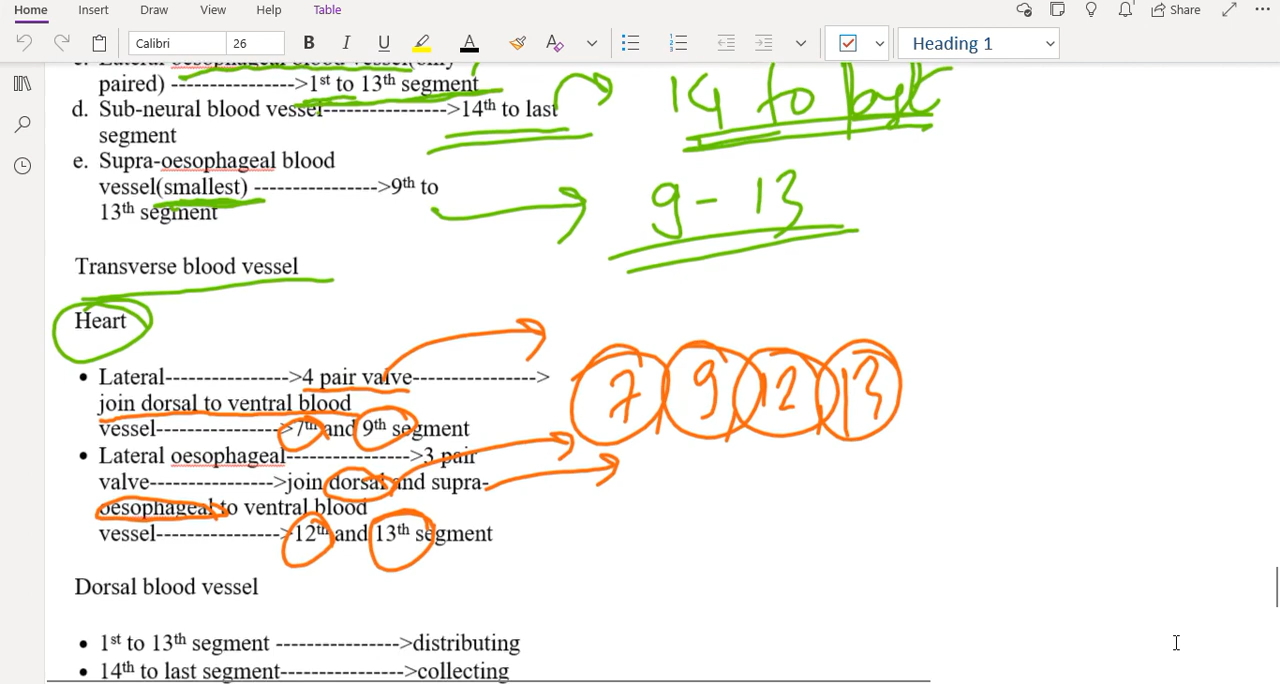 Home Insert Draw View Help Table Share
Calibri 26 B I U A Heading 1
paired) ---------------->1st to 13th segment
14 to last
d. Sub-neural blood vessel---------------->14th to last
segment
e. Supra-oesophageal blood
vessel(smallest) ---------------->9th to
13th segment
9 - 13
Transverse blood vessel
Heart
• Lateral---------------->4 pair valve---------------->
join dorsal to ventral blood
vessel---------------->7th and 9th segment
7 9 12 13
• Lateral oesophageal---------------->3 pair
valve---------------->join dorsal and supra-
oesophageal to ventral blood
vessel---------------->12th and 13th segment
Dorsal blood vessel
• 1st to 13th segment ---------------->distributing
• 14th to last segment---------------->collecting